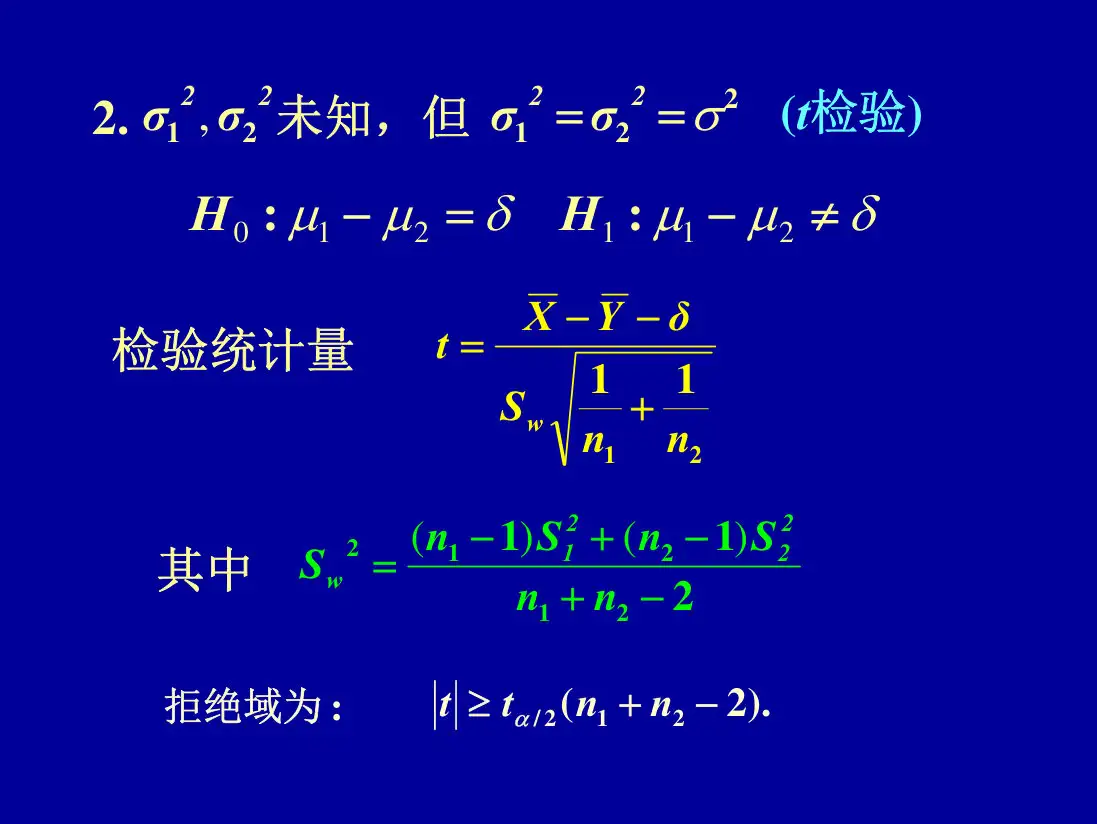 2. σ₁², σ₂² 未知，但 σ₁² = σ₂² = σ² (t检验)
H₀ : μ₁ − μ₂ = δ H₁ : μ₁ − μ₂ ≠ δ
检验统计量 t = (X̅ − Y̅ − δ) / (S_w √(1/n₁ + 1/n₂))
其中 S_w² = ((n₁ − 1)S₁² + (n₂ − 1)S₂²) / (n₁ + n₂ − 2)
拒绝域为 : |t| ≥ t_{α/2}(n₁ + n₂ − 2).